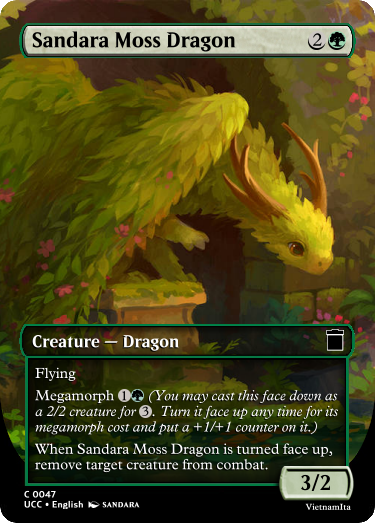 Sandara Moss Dragon 2
Creature — Dragon
Flying
Megamorph 1 (You may cast this face down as
a 2/2 creature for 3. Turn it face up any time for its
megamorph cost and put a +1/+1 counter on it.)
When Sandara Moss Dragon is turned face up,
remove target creature from combat.
3/2
C 0047
UCC • English SANDARA
VietnamIta